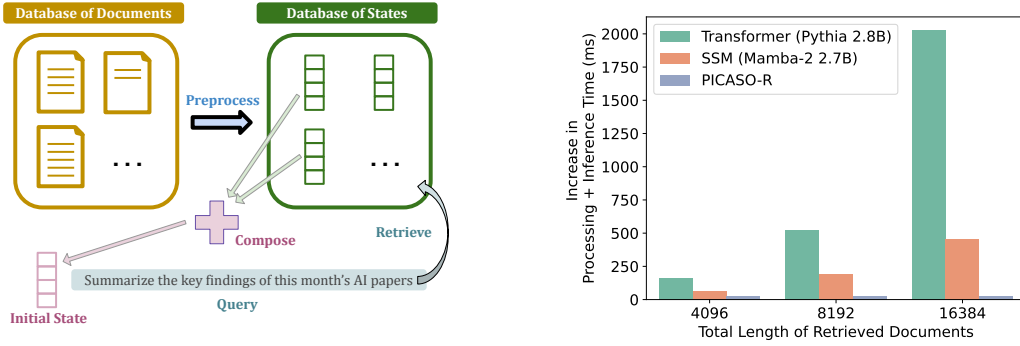 Database of Documents
Database of States
Preprocess
...
...
Compose
Retrieve
Summarize the key findings of this month's AI papers
Query
Initial State
Increase in
Processing + Inference Time (ms)
2000
1750
1500
1250
1000
750
500
250
0
Transformer (Pythia 2.8B)
SSM (Mamba-2 2.7B)
PICASO-R
4096
8192
16384
Total Length of Retrieved Documents